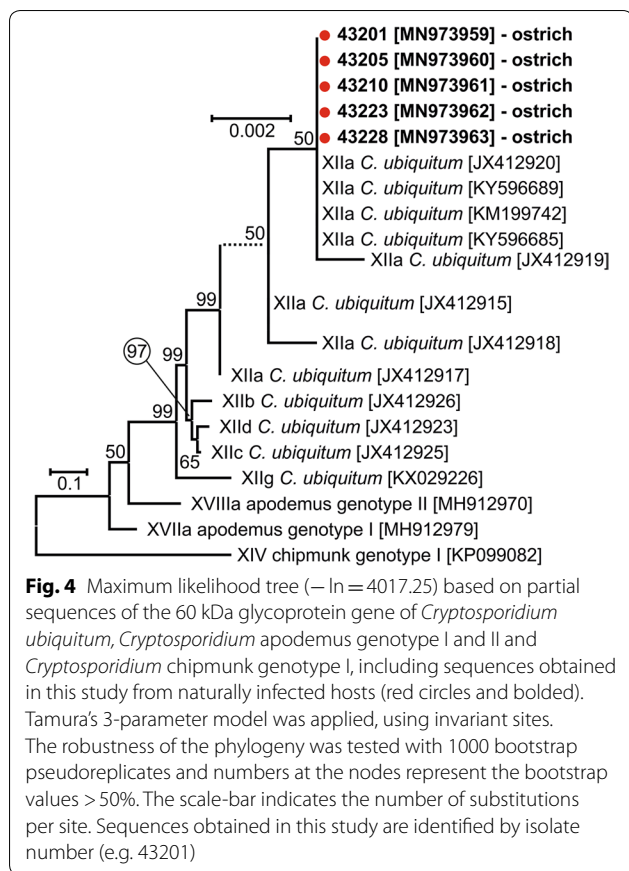 43201 [MN973959] - ostrich
43205 [MN973960] - ostrich
43210 [MN973961] - ostrich
43223 [MN973962] - ostrich
0.002
43228 [MN973963] - ostrich
50
XIIa C. ubiquitum [JX412920]
XIIa C. ubiquitum [KY596689]
XIIa C. ubiquitum [KM199742]
50
XIIa C. ubiquitum [KY596685]
XIIa C. ubiquitum [JX412919]
99
XIIa C. ubiquitum [JX412915]
97
99
XIIa C. ubiquitum [JX412918]
XIIa C. ubiquitum [JX412917]
99
XIIb C. ubiquitum [JX412926]
XIId C. ubiquitum [JX412923]
50
65
XIIc C. ubiquitum [JX412925]
0.1
XIIg C. ubiquitum [KX029226]
XVIIIa apodemus genotype II [MH912970]
XVIIa apodemus genotype I [MH912979]
XIV chipmunk genotype I [KP099082]
Fig. 4 Maximum likelihood tree (− ln = 4017.25) based on partial
sequences of the 60 kDa glycoprotein gene of Cryptosporidium
ubiquitum, Cryptosporidium apodemus genotype I and II and
Cryptosporidium chipmunk genotype I, including sequences obtained
in this study from naturally infected hosts (red circles and bolded).
Tamura's 3-parameter model was applied, using invariant sites.
The robustness of the phylogeny was tested with 1000 bootstrap
pseudoreplicates and numbers at the nodes represent the bootstrap
values > 50%. The scale-bar indicates the number of substitutions
per site. Sequences obtained in this study are identified by isolate
number (e.g. 43201)